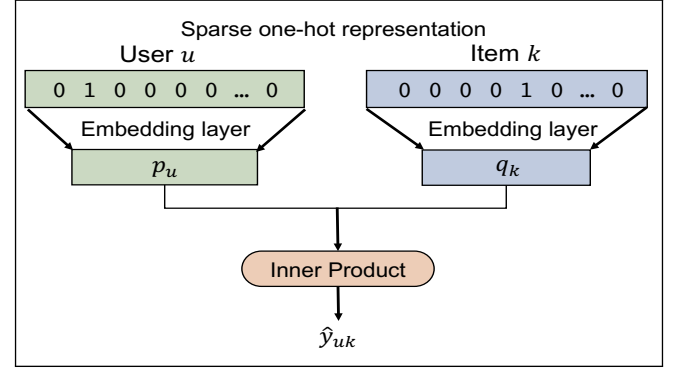 Sparse one-hot representation
User u
Item k
0 1 0 0 0 0 … 0
0 0 0 0 1 0 … 0
Embedding layer
Embedding layer
p_u
q_k
Inner Product
ŷ_uk